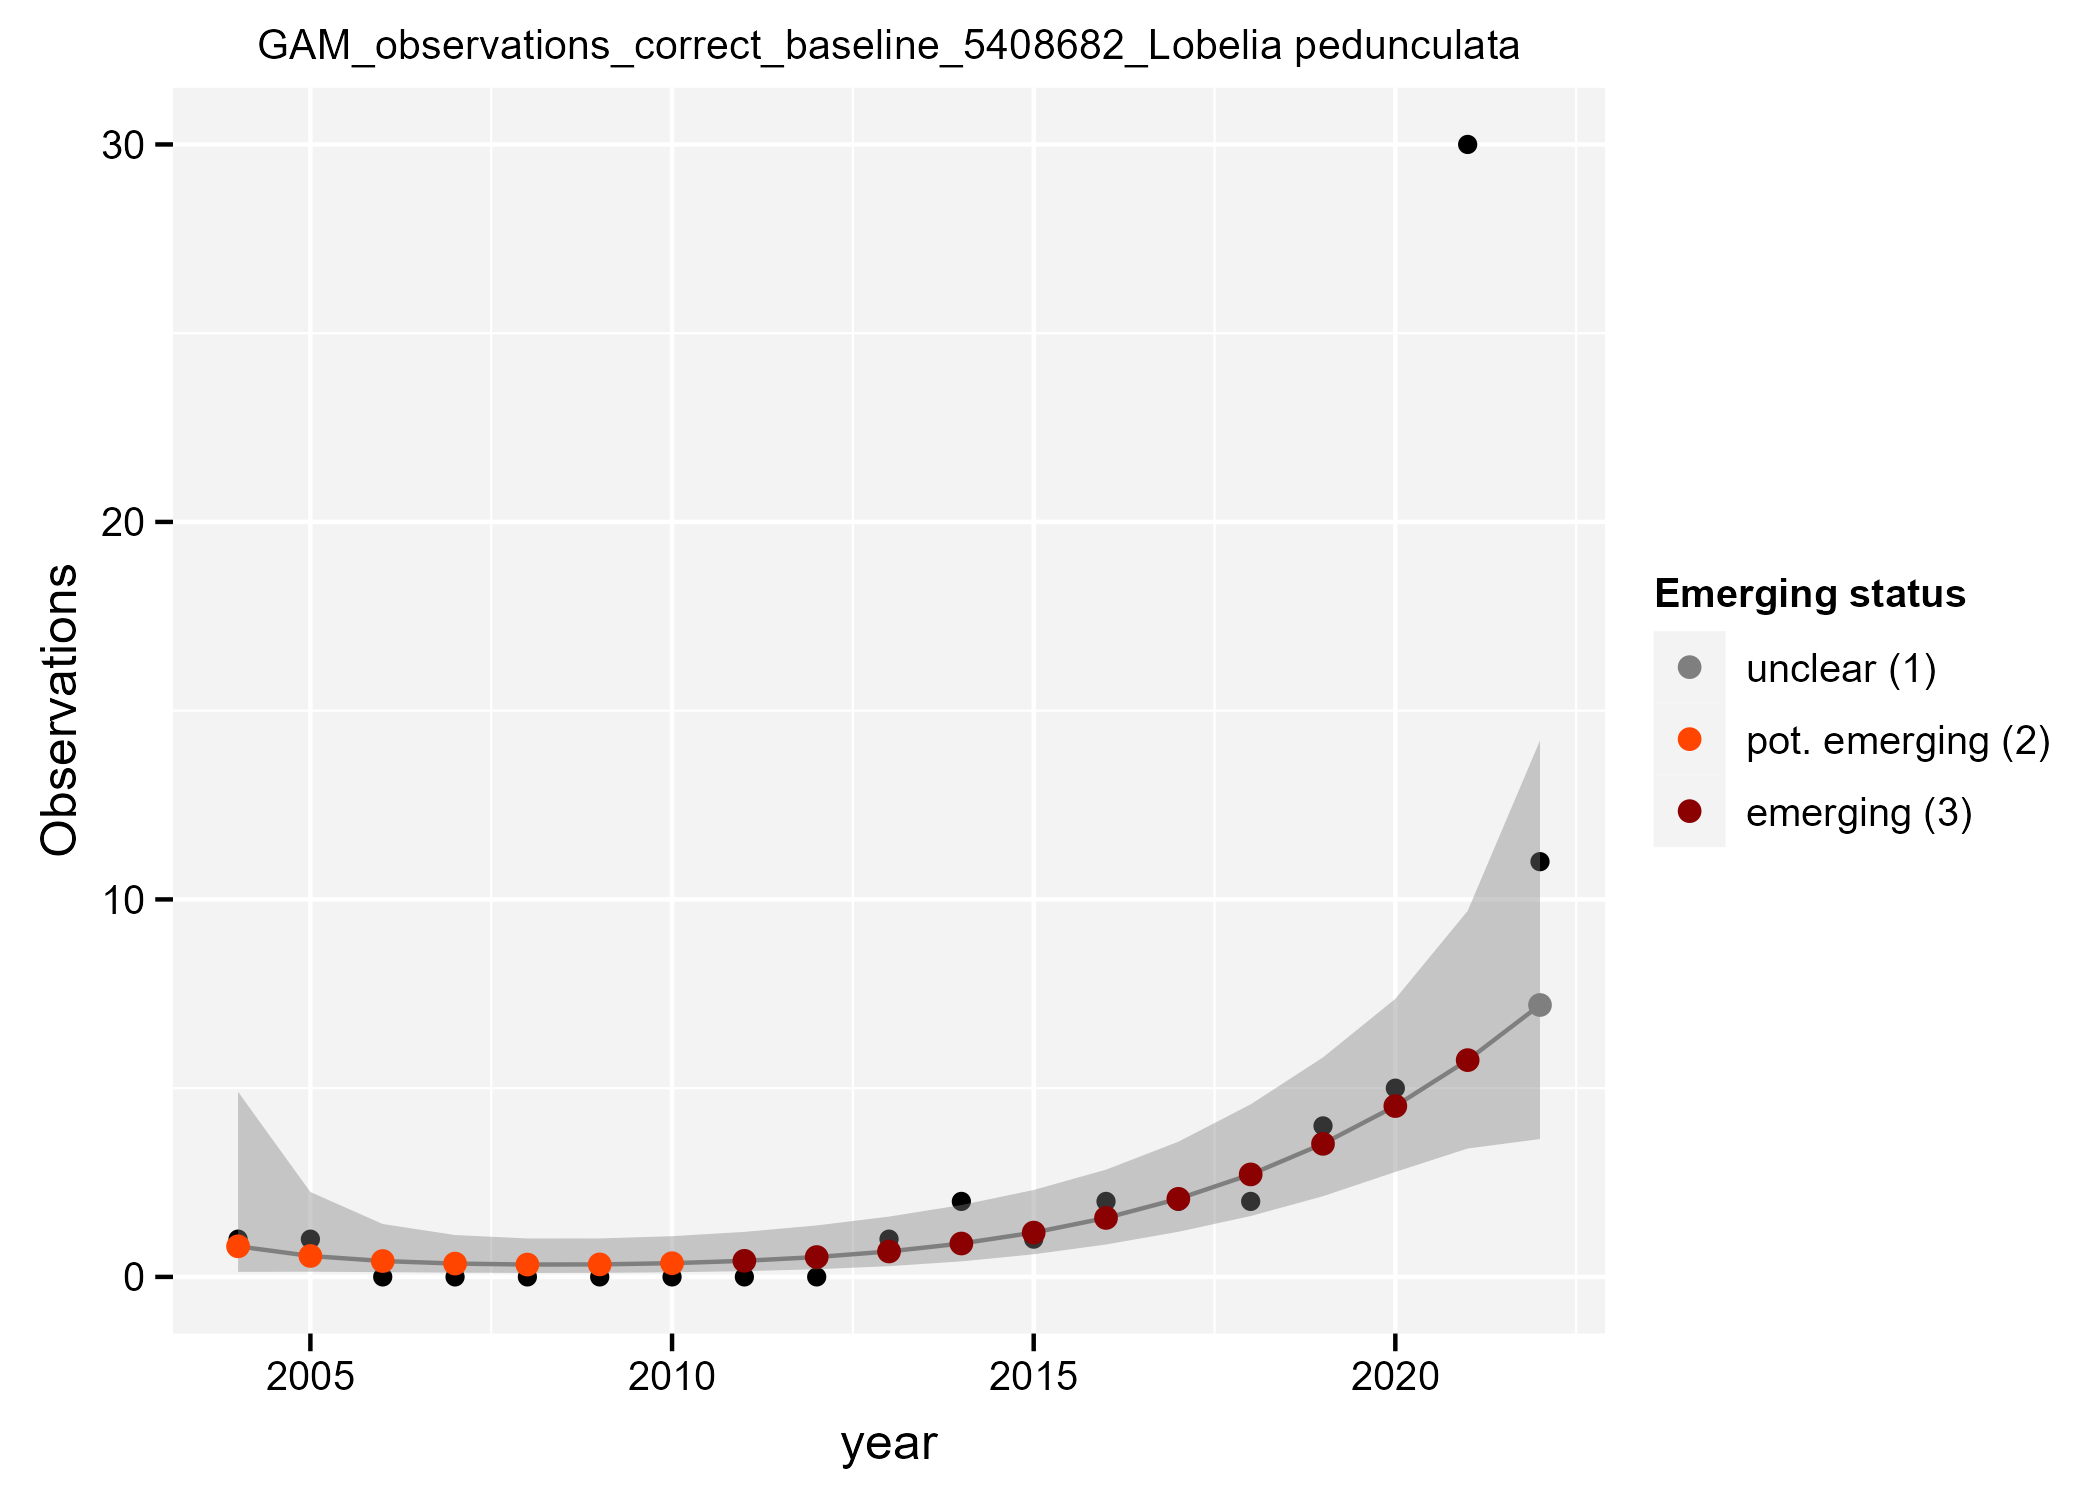 GAM_observations_correct_baseline_5408682_Lobelia pedunculata
30
20
10
0
Observations
2005 2010 2015 2020
year
Emerging status
unclear (1)
pot. emerging (2)
emerging (3)